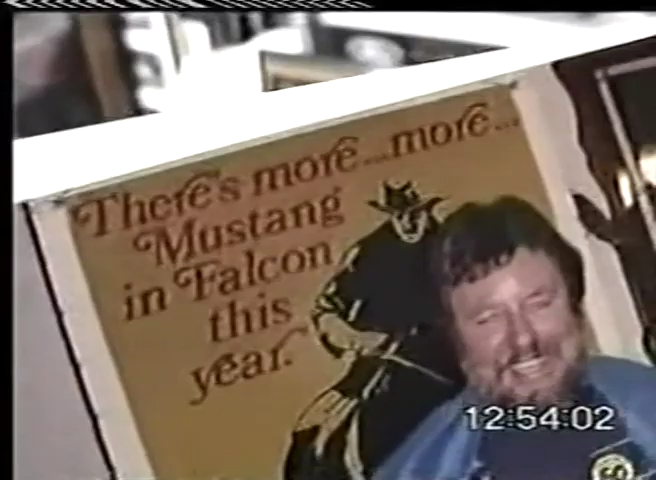 There's more...more...
Mustang
in Falcon
this
year.
12:54:02